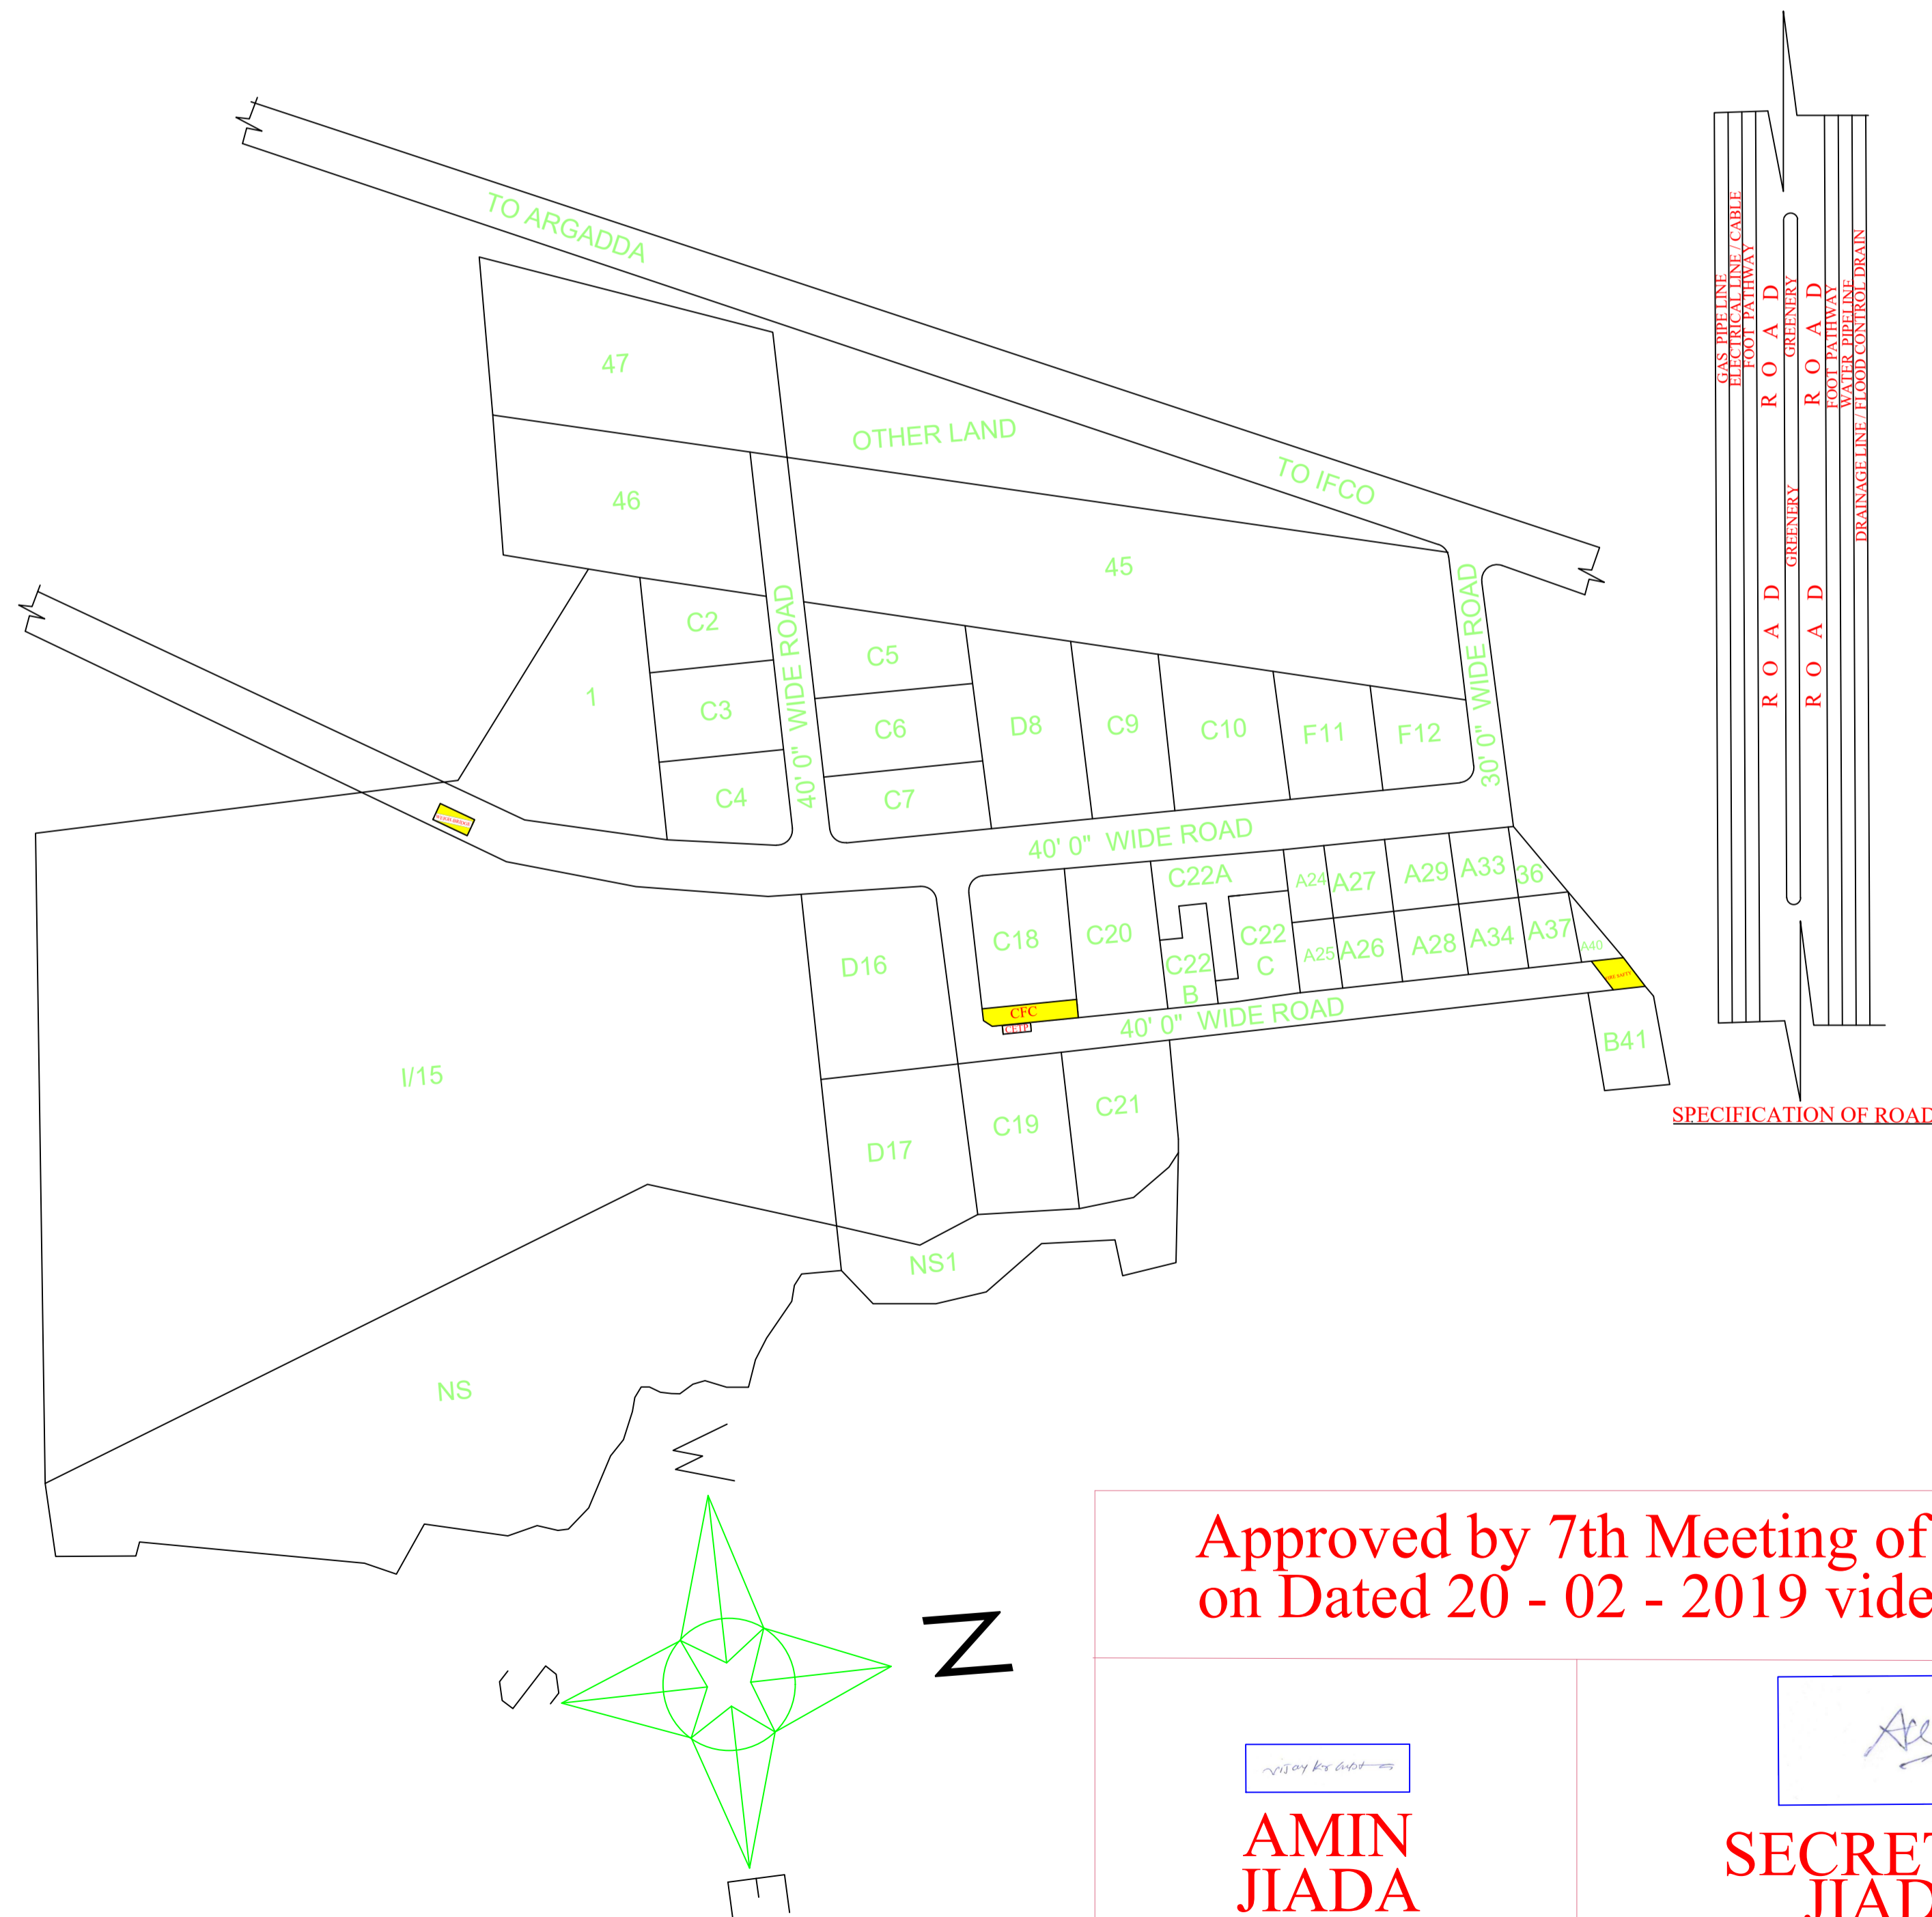 TO ARGADDA
47
OTHER LAND
TO IFCO
46
45
C2
C5
1
C3
C6
D8
C9
C10
F11
F12
C4
C7
40' 0" WIDE ROAD
30' 0" WIDE ROAD
40' 0" WIDE ROAD
C22A
A24
A27
A29
A33
36
C18
C20
C22
B
C22
C
A25
A26
A28
A34
A37
A40
D16
CFC
CETP
40' 0" WIDE ROAD
B41
I/15
D17
C19
C21
NS1
NS
GAS PIPE LINE
ELECTRICAL LINE / CABLE
FOOT PATHWAY
ROAD
GREENERY
ROAD
FOOT PATHWAY
WATER PIPELINE
DRAINAGE LINE / FLOOD CONTROL DRAIN
ROAD
GREENERY
ROAD
SPECIFICATION OF ROAD
W
S
N
E
Approved by 7th Meeting of
on Dated 20 - 02 - 2019 vide
AMIN
JIADA
SECRET
JIAD